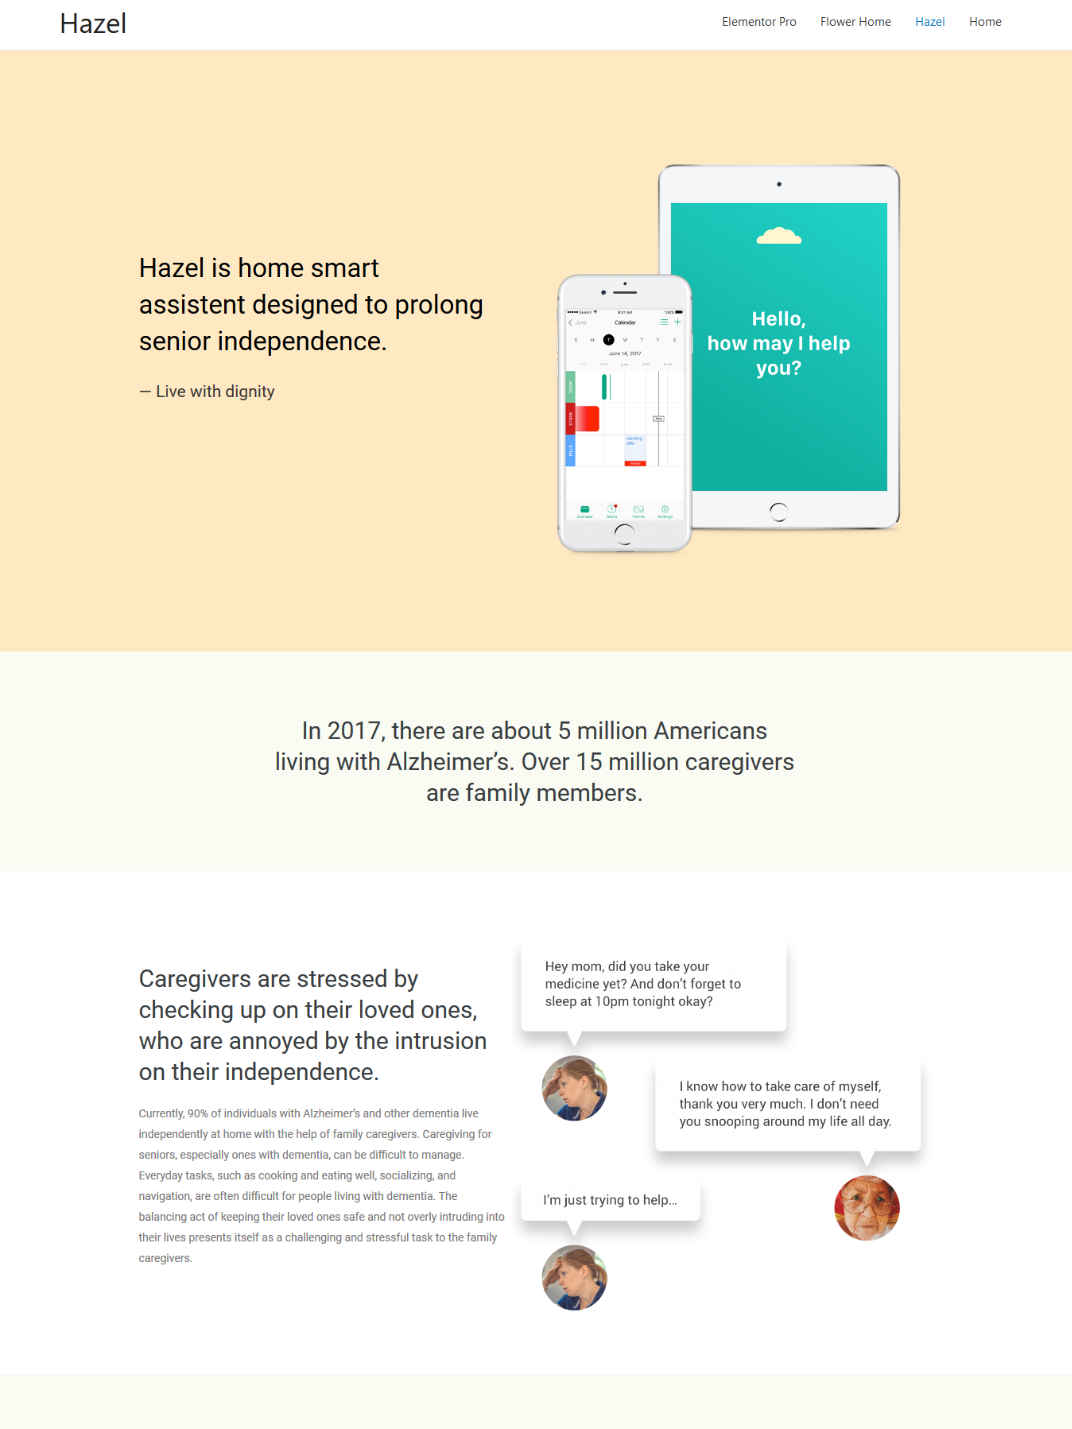 Hazel
Elementor Pro
Flower Home
Hazel
Home
Hazel is home smart
assistent designed to prolong
senior independence.
— Live with dignity
Hello,
how may I help
you?
June
Calendar
S M T W T F S
June 14, 2017
Calendar
Trends
Settings
In 2017, there are about 5 million Americans
living with Alzheimer’s. Over 15 million caregivers
are family members.
Caregivers are stressed by
checking up on their loved ones,
who are annoyed by the intrusion
on their independence.
Currently, 90% of individuals with Alzheimer’s and other dementia live
independently at home with the help of family caregivers. Caregiving for
seniors, especially ones with dementia, can be difficult to manage.
Everyday tasks, such as cooking and eating well, socializing, and
navigation, are often difficult for people living with dementia. The
balancing act of keeping their loved ones safe and not overly intruding into
their lives presents itself as a challenging and stressful task to the family
caregivers.
Hey mom, did you take your
medicine yet? And don’t forget to
sleep at 10pm tonight okay?
I know how to take care of myself,
thank you very much. I don’t need
you snooping around my life all day.
I’m just trying to help...